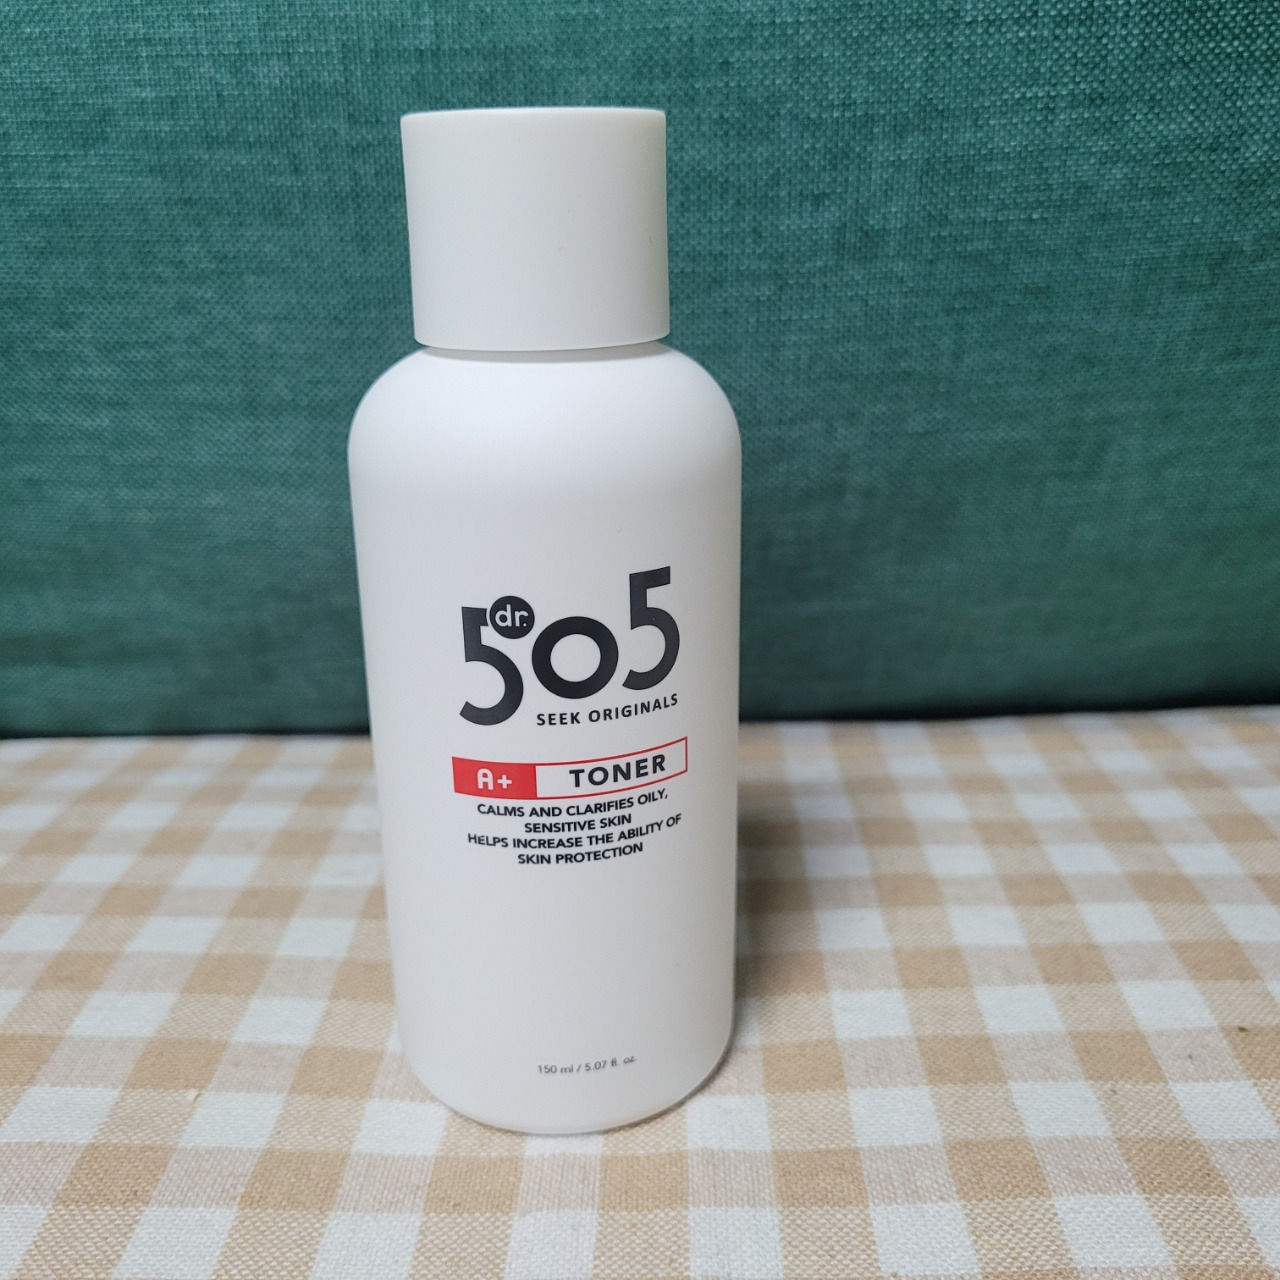 dr.
505
SEEK ORIGINALS
A+ TONER
CALMS AND CLARIFIES OILY,
SENSITIVE SKIN
HELPS INCREASE THE ABILITY OF
SKIN PROTECTION
150 ml / 5.07 fl. oz.